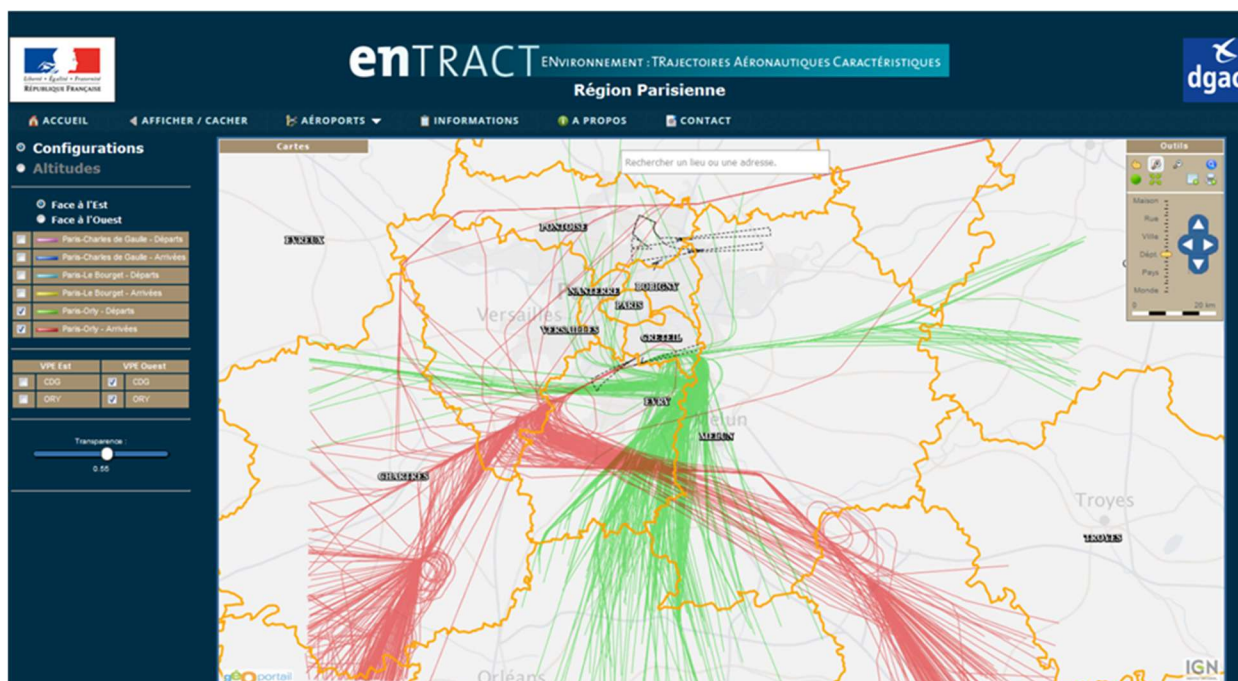 Liberté • Égalité • Fraternité
RÉPUBLIQUE FRANÇAISE
enTRACT ENVIRONNEMENT : TRAJECTOIRES AÉRONAUTIQUES CARACTÉRISTIQUES
Région Parisienne
dgac
ACCUEIL
AFFICHER / CACHER
AÉROPORTS
INFORMATIONS
A PROPOS
CONTACT
Configurations
Altitudes
Face à l'Est
Face à l'Ouest
Paris-Charles de Gaulle - Départs
Paris-Charles de Gaulle - Arrivées
Paris-Le Bourget - Départs
Paris-Le Bourget - Arrivées
Paris-Orly - Départs
Paris-Orly - Arrivées
VPE Est VPE Ouest
CDG CDG
ORY ORY
Transparence :
0.55
Cartes
Rechercher un lieu ou une adresse.
Outils
Maison
Rue
Ville
Dépt.
Pays
Monde
0 20 km
EVREUX
PONTOISE
NANTERRE
BOBIGNY
PARIS
Versailles
VERSAILLES
CRETEIL
EVRY
Melun
MELUN
CHARTRES
Troyes
TROYES
Orléans
géoportail
IGN